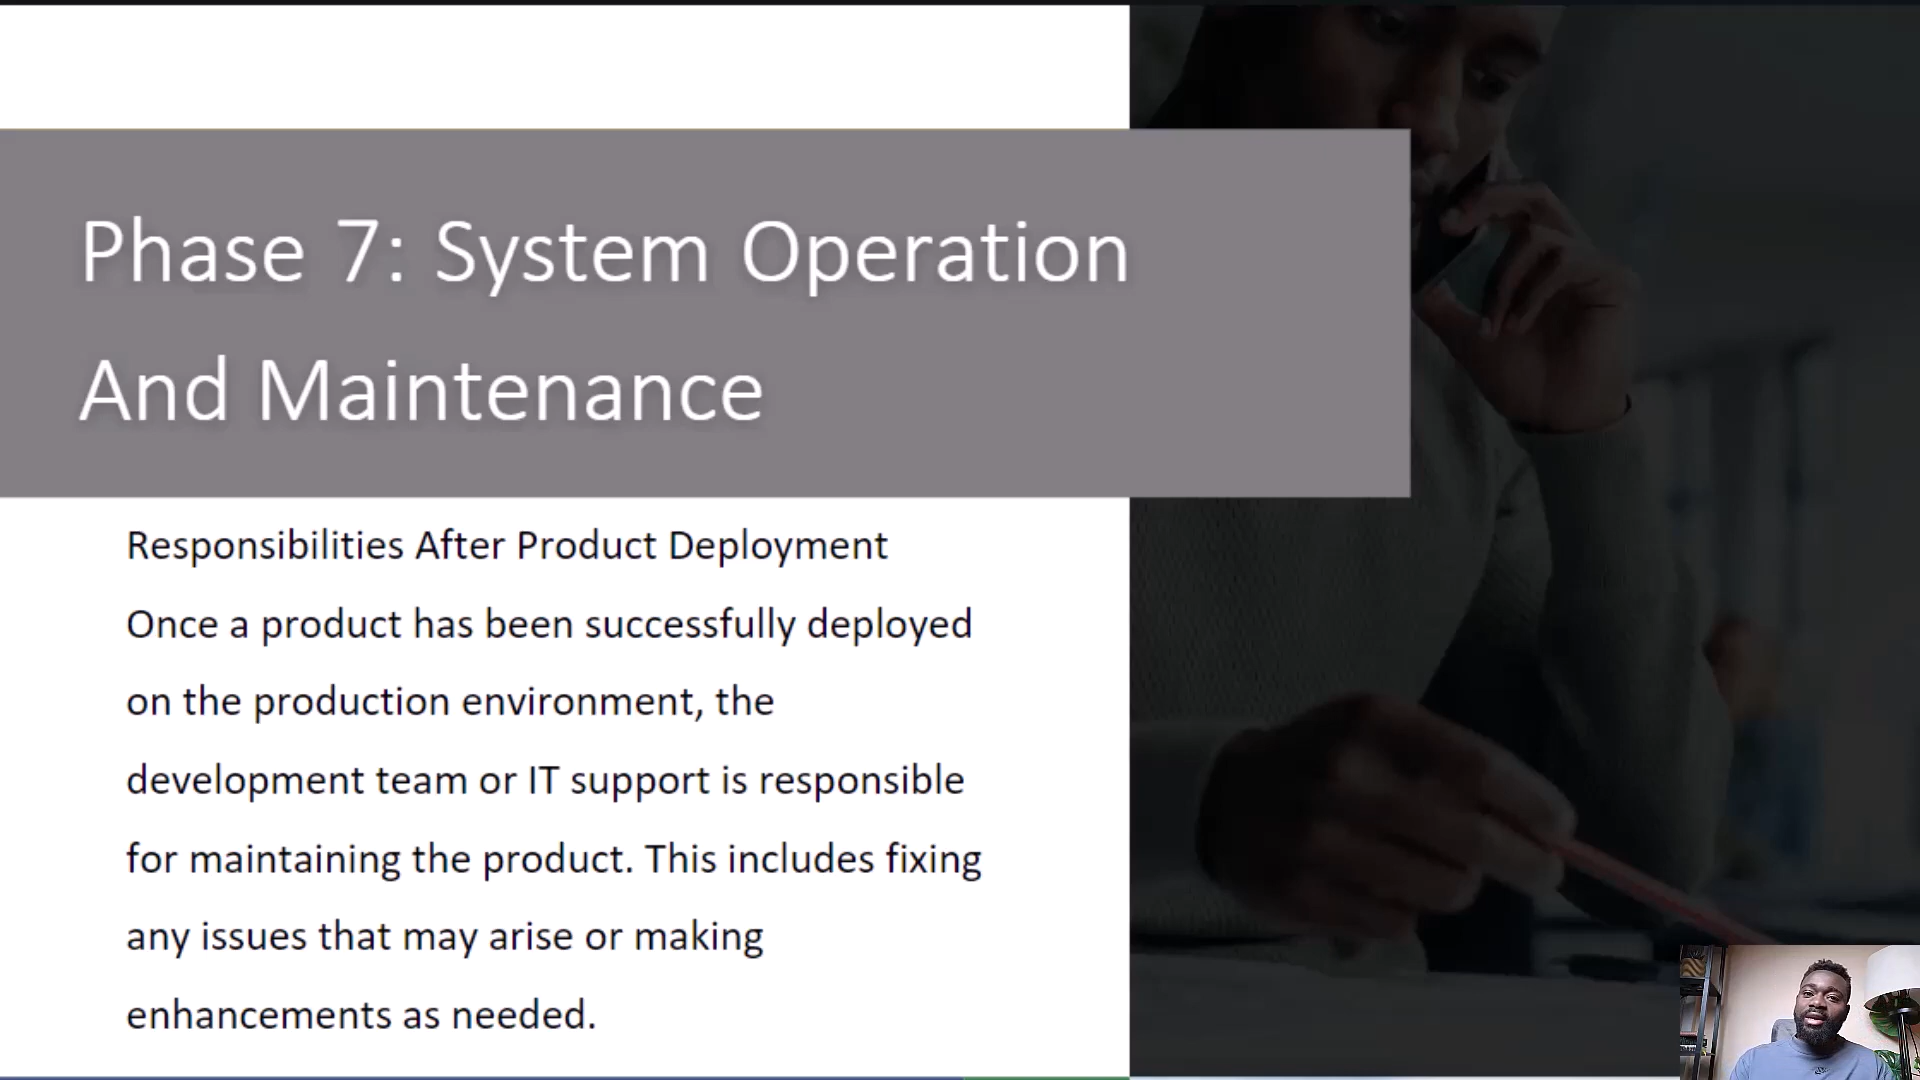 Phase 7: System Operation
And Maintenance
Responsibilities After Product Deployment
Once a product has been successfully deployed
on the production environment, the
development team or IT support is responsible
for maintaining the product. This includes fixing
any issues that may arise or making
enhancements as needed.